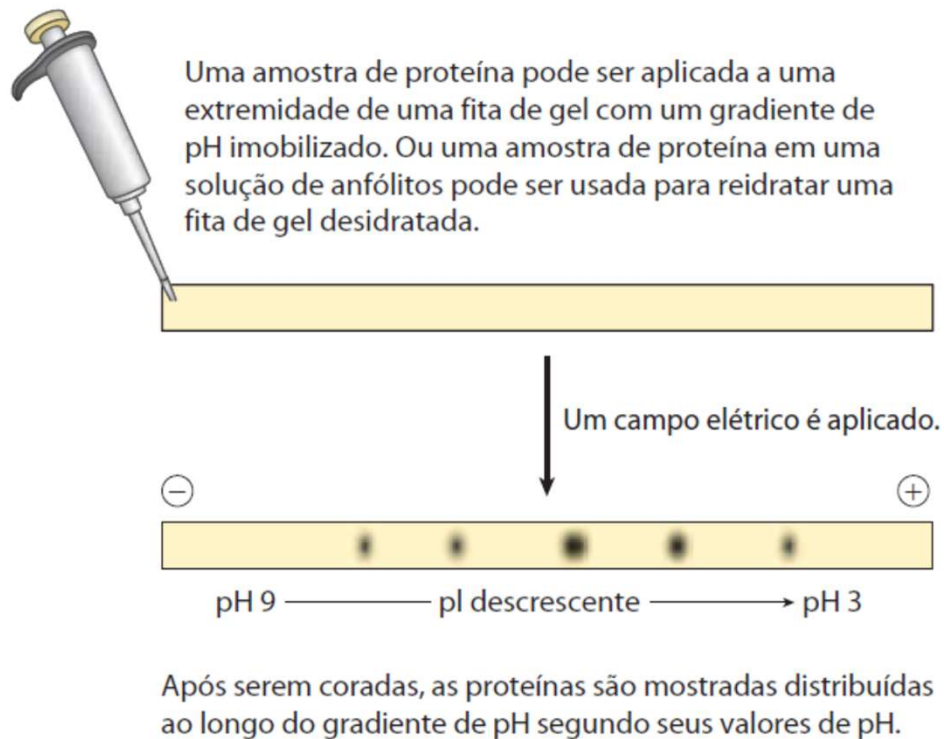 Uma amostra de proteína pode ser aplicada a uma
extremidade de uma fita de gel com um gradiente de
pH imobilizado. Ou uma amostra de proteína em uma
solução de anfólitos pode ser usada para reidratar uma
fita de gel desidratada.
Um campo elétrico é aplicado.
− +
pH 9 pI descrescente pH 3
Após serem coradas, as proteínas são mostradas distribuídas
ao longo do gradiente de pH segundo seus valores de pH.